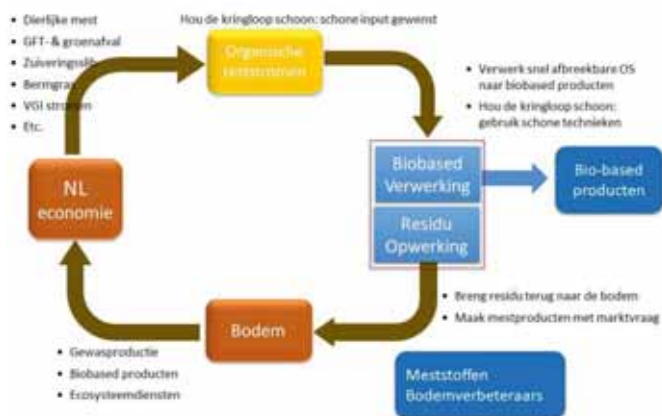 • Dierlijke mest
• GFT- & groenafval
• Zuiveringsslib
• Bermgras
• VGI stromen
• Etc.
Hou de kringloop schoon: schone input gewenst
Organische
reststromen
• Verwerk snel afbreekbare OS
naar biobased producten
• Hou de kringloop schoon:
gebruik schone technieken
Biobased
Verwerking
Bio-based
producten
Residu
Opwerking
NL
economie
• Breng residu terug naar de bodem
• Maak mestproducten met marktvraag
Bodem
• Gewasproductie
• Biobased producten
• Ecosysteemdiensten
Meststoffen
Bodemverbeteraars